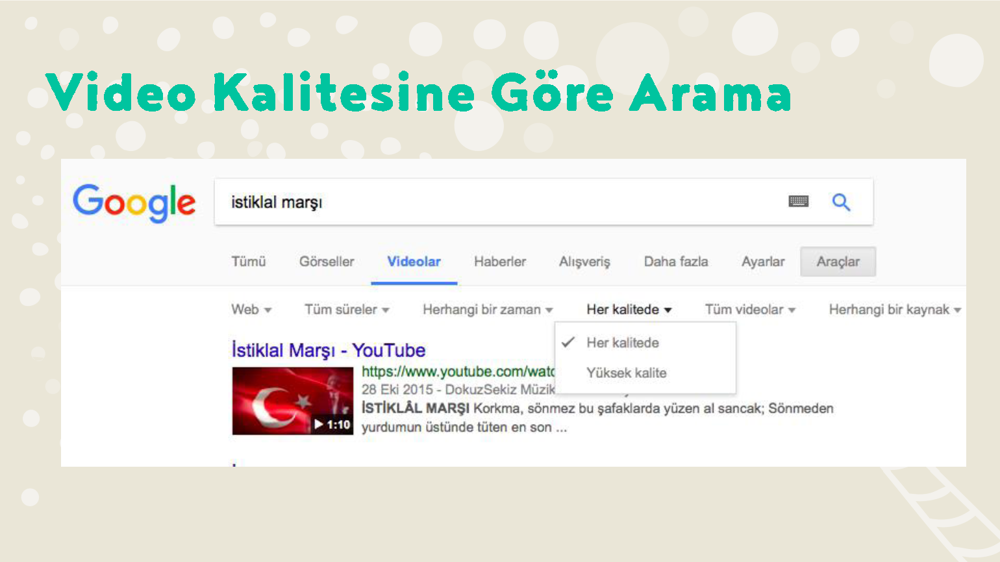 Video Kalitesine Göre Arama
Google
istiklal marşı
Tümü Görseller Videolar Haberler Alışveriş Daha fazla Ayarlar Araçlar
Web Tüm süreler Herhangi bir zaman Her kalitede Tüm videolar Herhangi bir kaynak
Her kalitede
Yüksek kalite
İstiklal Marşı - YouTube
https://www.youtube.com/watc
28 Eki 2015 - DokuzSekiz Müzik
İSTİKLÂL MARŞI Korkma, sönmez bu şafaklarda yüzen al sancak; Sönmeden
yurdumun üstünde tüten en son ...
1:10